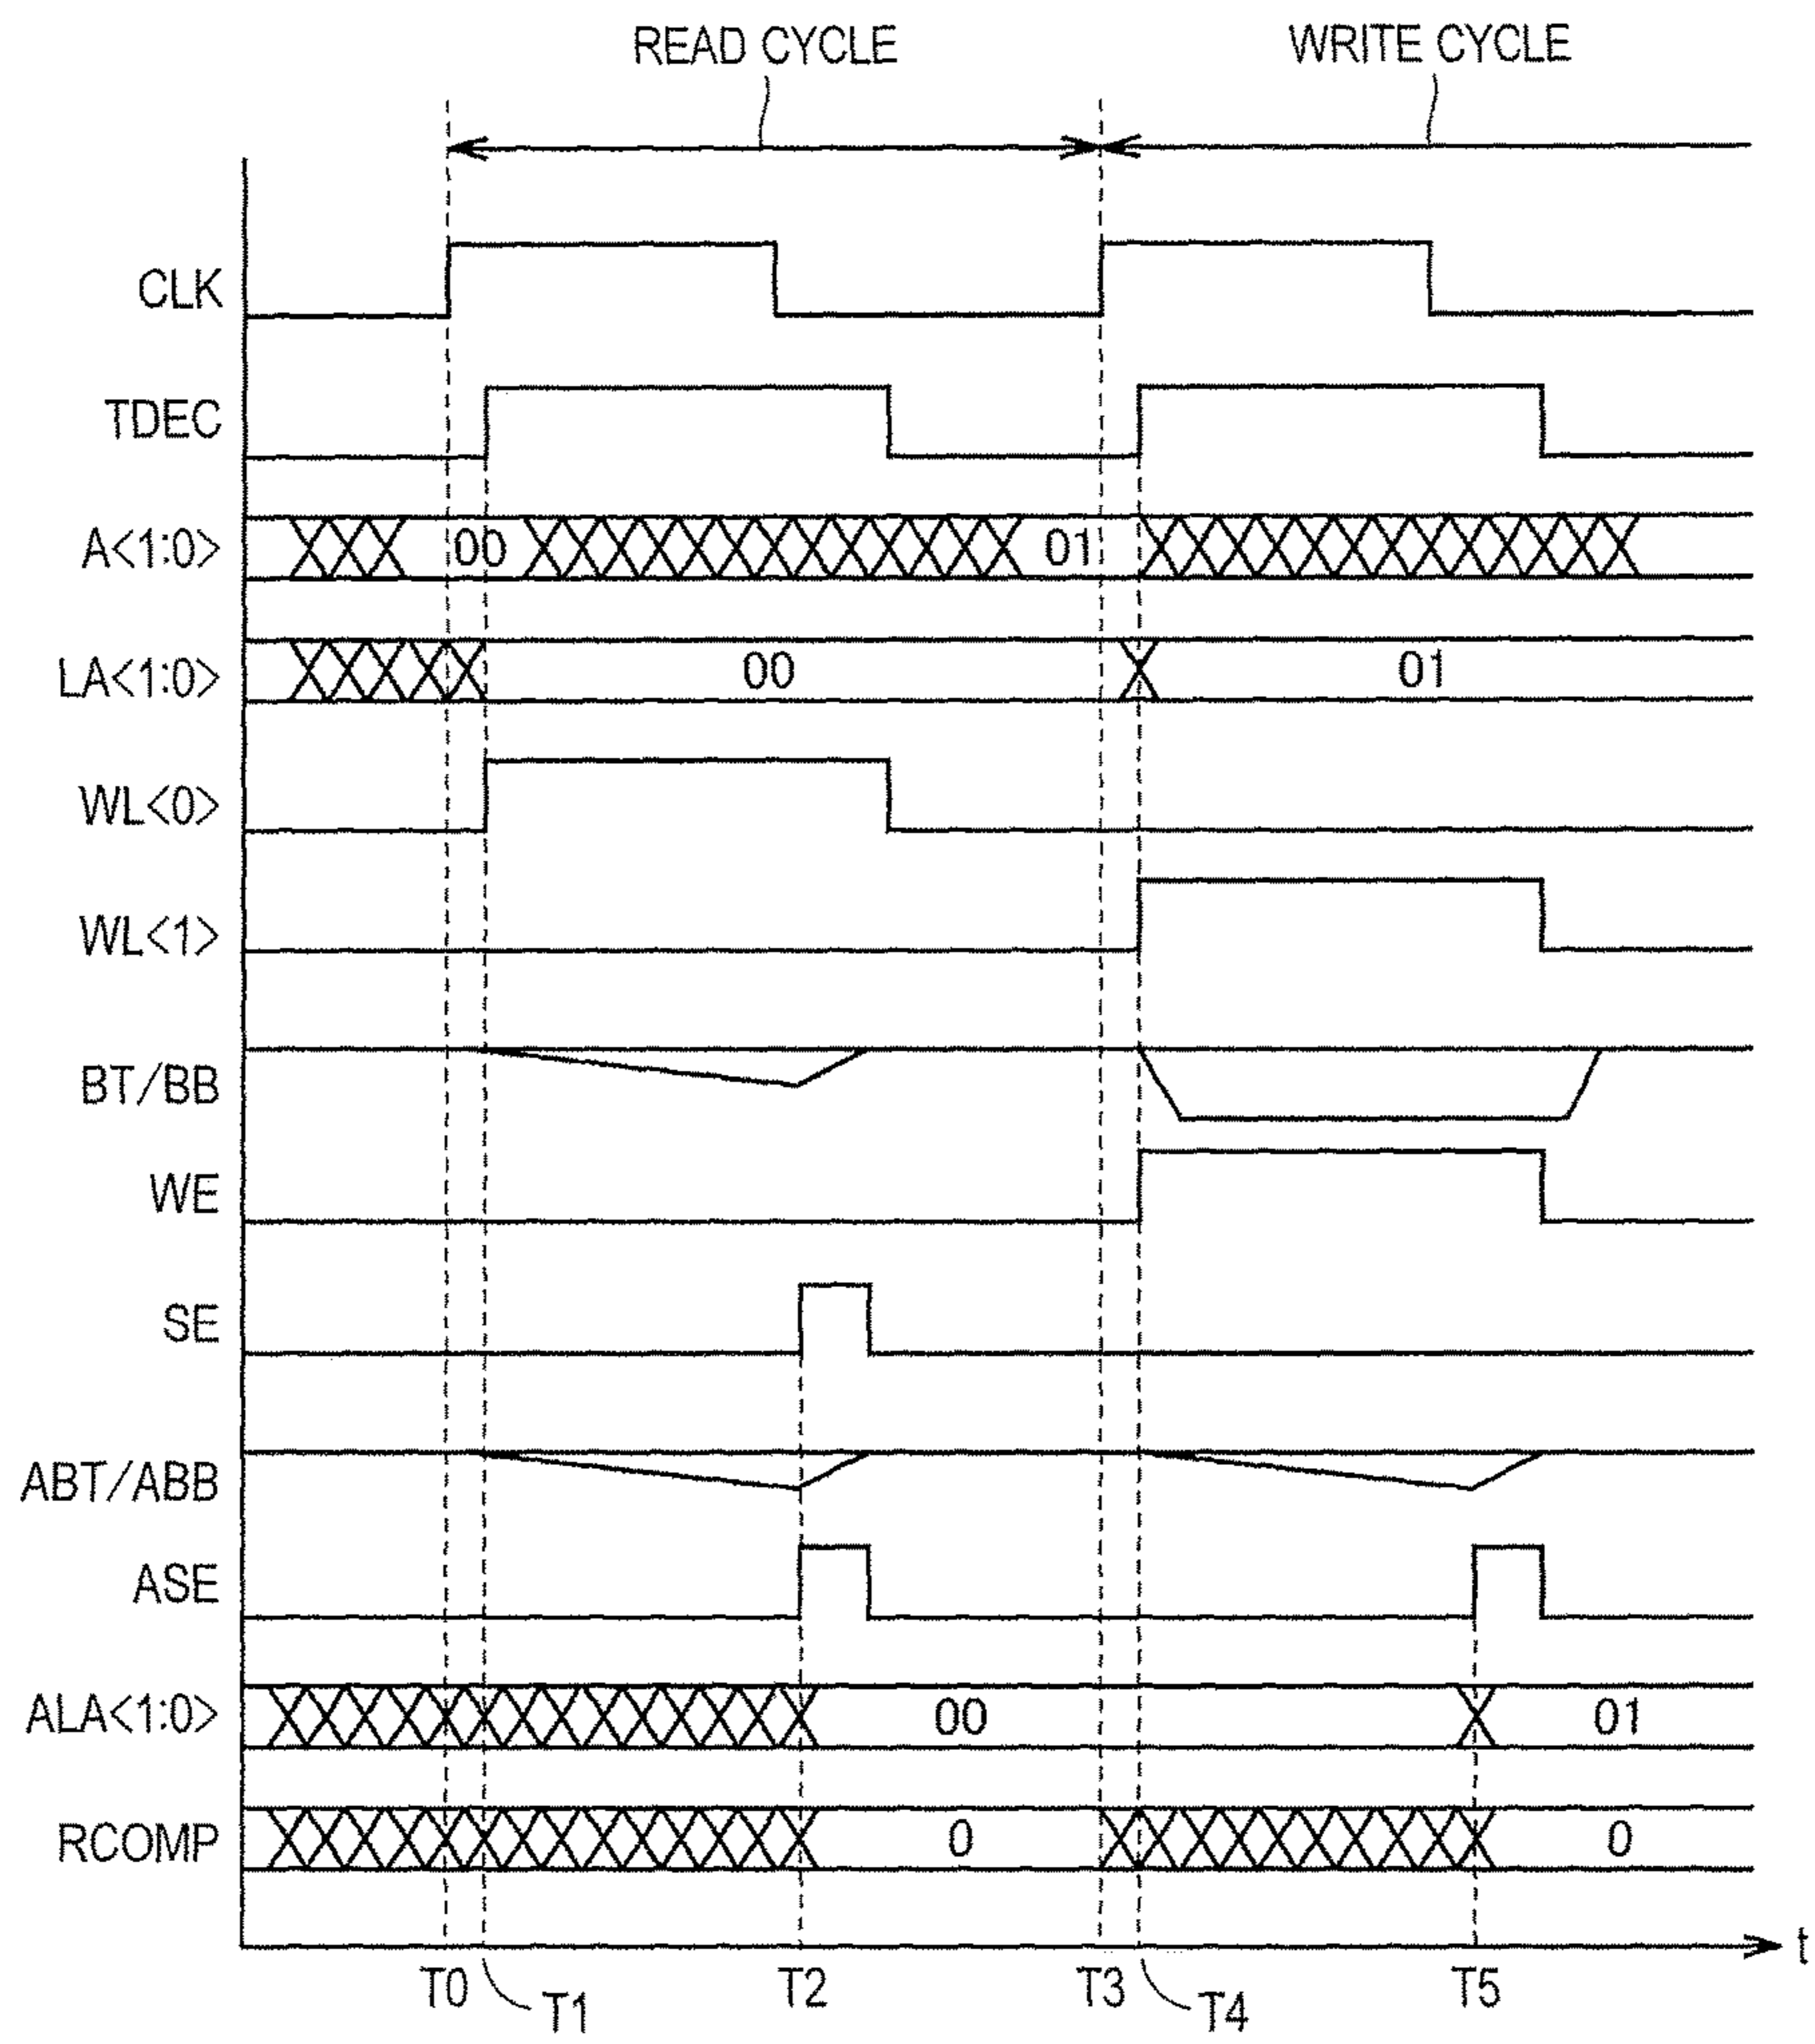 READ CYCLE WRITE CYCLE
CLK
TDEC
A<1:0> 00 01
LA<1:0> 00 01
WL<0>
WL<1>
BT/BB
WE
SE
ABT/ABB
ASE
ALA<1:0> 00 01
RCOMP 0 0
t
T0 T1 T2 T3 T4 T5